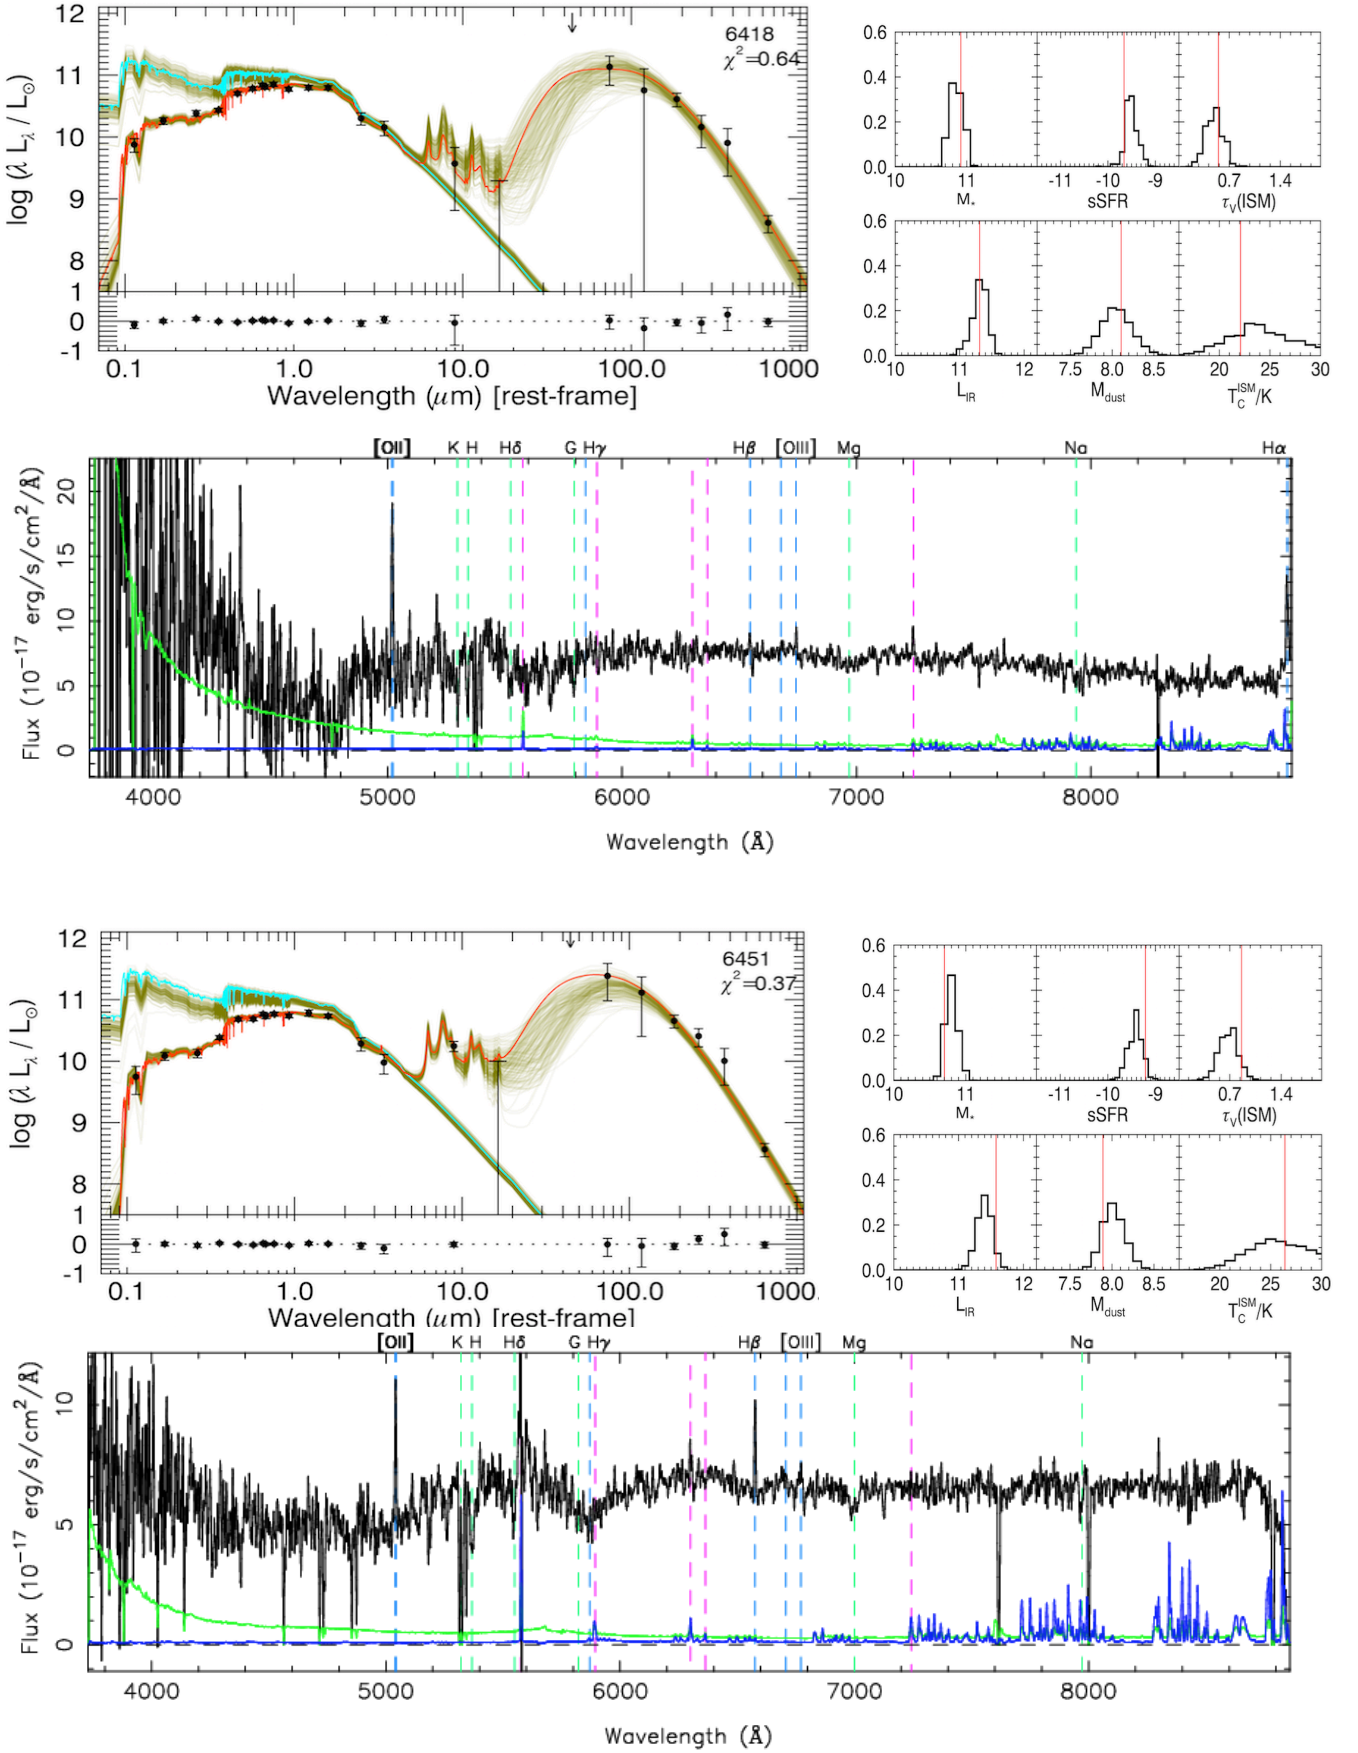 12
11
10
9
8
log (λ L_λ / L_⊙)
6418
χ²=0.64
1
0
-1
0.1 1.0 10.0 100.0 1000
Wavelength (μm) [rest-frame]
0.6
0.4
0.2
0.0
10 11 -11 -10 -9 0.7 1.4
M_* sSFR τ_V(ISM)
0.6
0.4
0.2
0.0
10 11 12 7.5 8.0 8.5 20 25 30
L_IR M_dust T_C^ISM/K
[OII] K H Hδ G Hγ Hβ [OIII] Mg Na Hα
20
15
10
5
0
Flux (10⁻¹⁷ erg/s/cm²/Å)
4000 5000 6000 7000 8000
Wavelength (Å)
12
11
10
9
8
log (λ L_λ / L_⊙)
6451
χ²=0.37
1
0
-1
0.1 1.0 10.0 100.0 1000.
Wavelength (μm) [rest-frame]
0.6
0.4
0.2
0.0
10 11 -11 -10 -9 0.7 1.4
M_* sSFR τ_V(ISM)
0.6
0.4
0.2
0.0
10 11 12 7.5 8.0 8.5 20 25 30
L_IR M_dust T_C^ISM/K
[OII] K H Hδ G Hγ Hβ [OIII] Mg Na
10
5
0
Flux (10⁻¹⁷ erg/s/cm²/Å)
4000 5000 6000 7000 8000
Wavelength (Å)